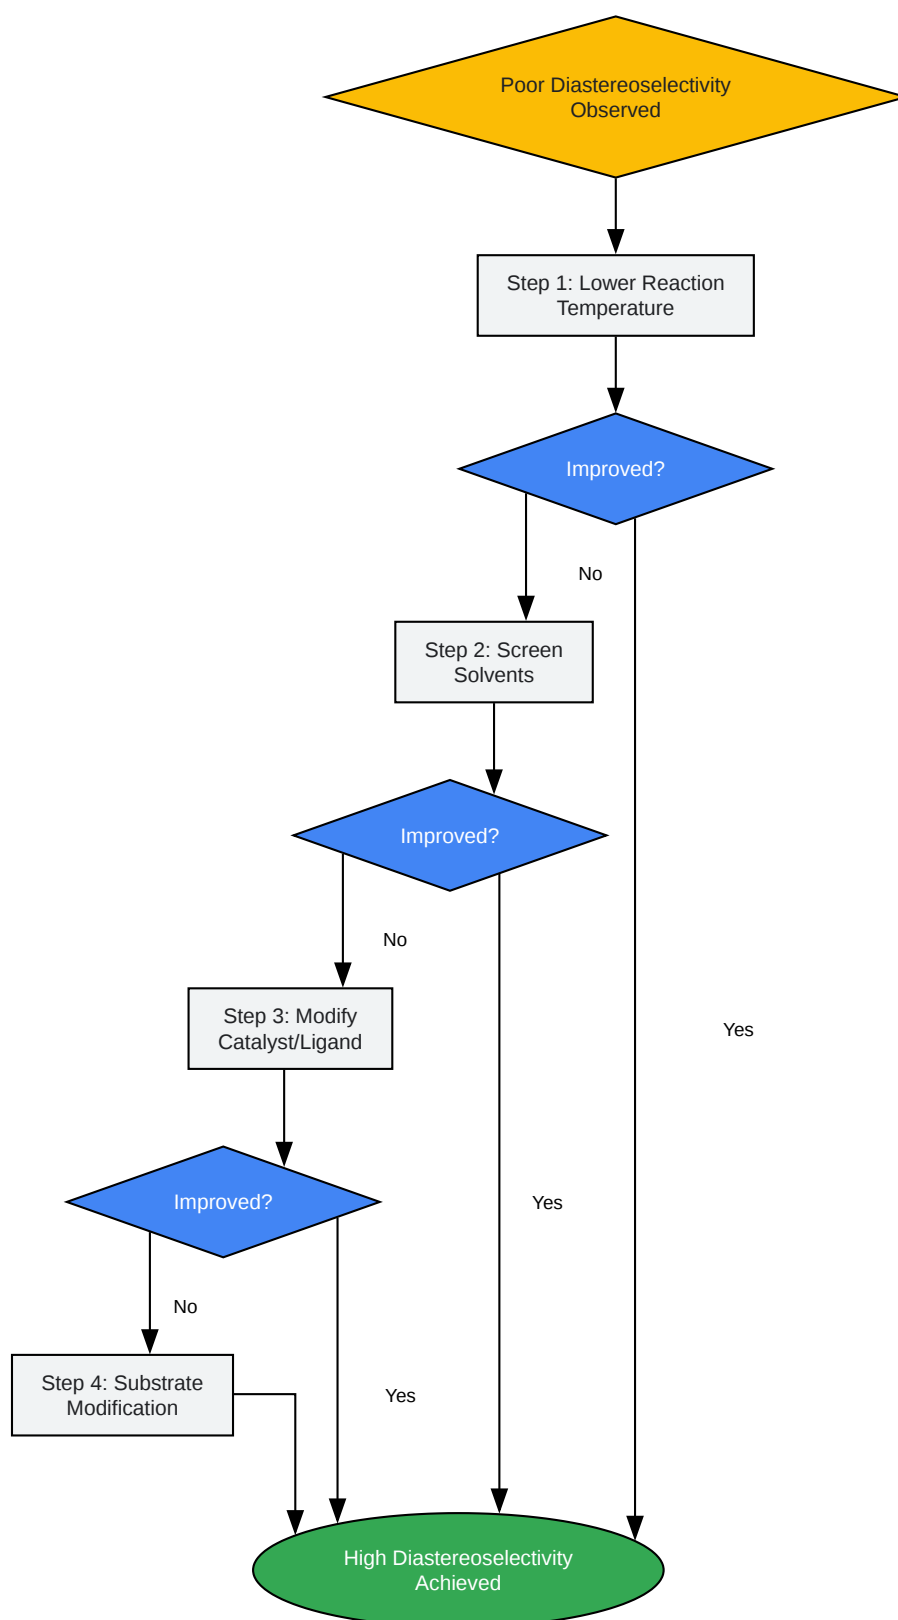 Poor Diastereoselectivity
Observed
Step 1: Lower Reaction
Temperature
Improved?
No
Step 2: Screen
Solvents
Improved?
No
Step 3: Modify
Catalyst/Ligand
Yes
Improved?
Yes
No
Step 4: Substrate
Modification
Yes
High Diastereoselectivity
Achieved